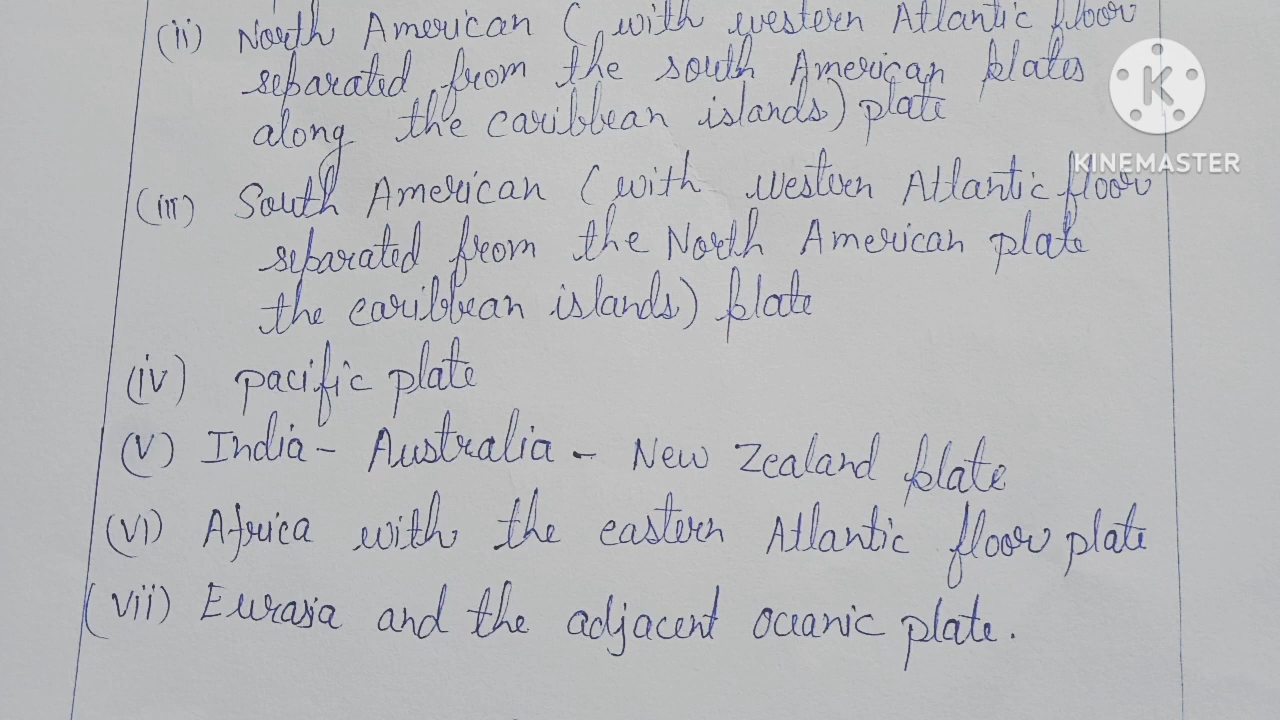 (ii) North American (with western Atlantic floor
separated from the south American plates
along the caribbean islands) plate
(iii) South American (with western Atlantic floor
separated from the North American plate
the caribbean islands) plate
(iv) pacific plate
(v) India - Australia - New Zealand plate
(vi) Africa with the eastern Atlantic floor plate
(vii) Eurasia and the adjacent oceanic plate.
K
KINEMASTER